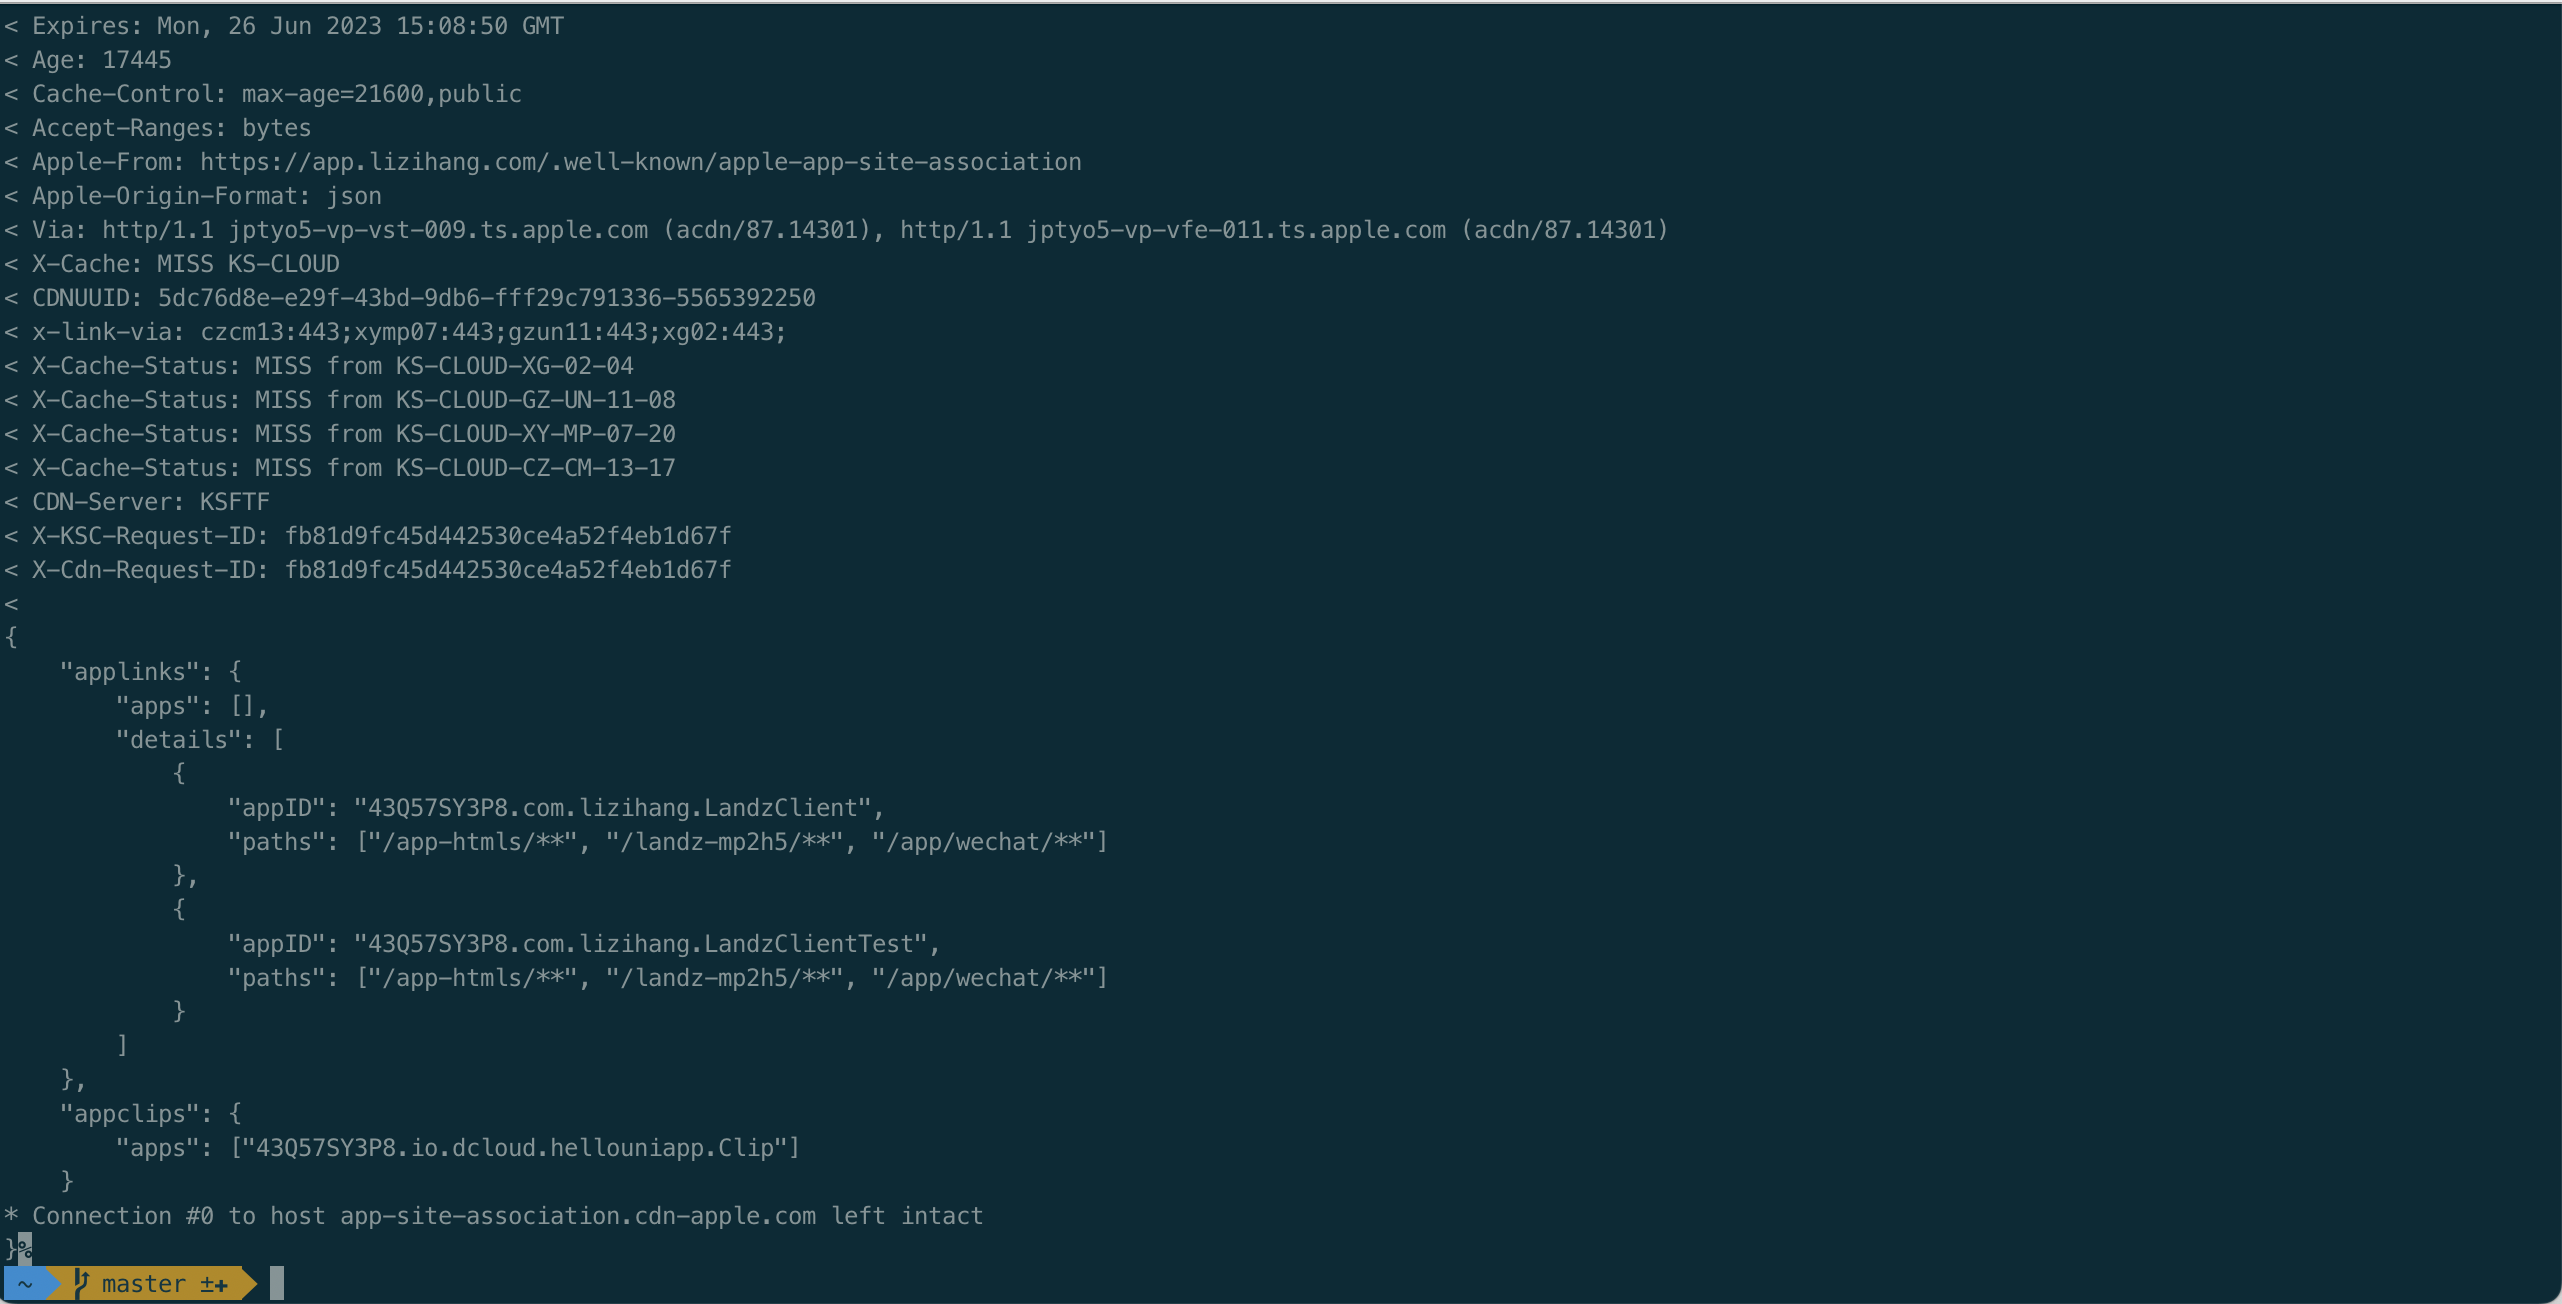 < Expires: Mon, 26 Jun 2023 15:08:50 GMT
< Age: 17445
< Cache-Control: max-age=21600,public
< Accept-Ranges: bytes
< Apple-From: https://app.lizihang.com/.well-known/apple-app-site-association
< Apple-Origin-Format: json
< Via: http/1.1 jptyo5-vp-vst-009.ts.apple.com (acdn/87.14301), http/1.1 jptyo5-vp-vfe-011.ts.apple.com (acdn/87.14301)
< X-Cache: MISS KS-CLOUD
< CDNUUID: 5dc76d8e-e29f-43bd-9db6-fff29c791336-5565392250
< x-link-via: czcm13:443;xymp07:443;gzun11:443;xg02:443;
< X-Cache-Status: MISS from KS-CLOUD-XG-02-04
< X-Cache-Status: MISS from KS-CLOUD-GZ-UN-11-08
< X-Cache-Status: MISS from KS-CLOUD-XY-MP-07-20
< X-Cache-Status: MISS from KS-CLOUD-CZ-CM-13-17
< CDN-Server: KSFTF
< X-KSC-Request-ID: fb81d9fc45d442530ce4a52f4eb1d67f
< X-Cdn-Request-ID: fb81d9fc45d442530ce4a52f4eb1d67f
<
{
    "applinks": {
        "apps": [],
        "details": [
            {
                "appID": "43Q57SY3P8.com.lizihang.LandzClient",
                "paths": ["/app-htmls/**", "/landz-mp2h5/**", "/app/wechat/**"]
            },
            {
                "appID": "43Q57SY3P8.com.lizihang.LandzClientTest",
                "paths": ["/app-htmls/**", "/landz-mp2h5/**", "/app/wechat/**"]
            }
        ]
    },
    "appclips": {
        "apps": ["43Q57SY3P8.io.dcloud.hellouniapp.Clip"]
    }
* Connection #0 to host app-site-association.cdn-apple.com left intact
}%
~ master ±✚